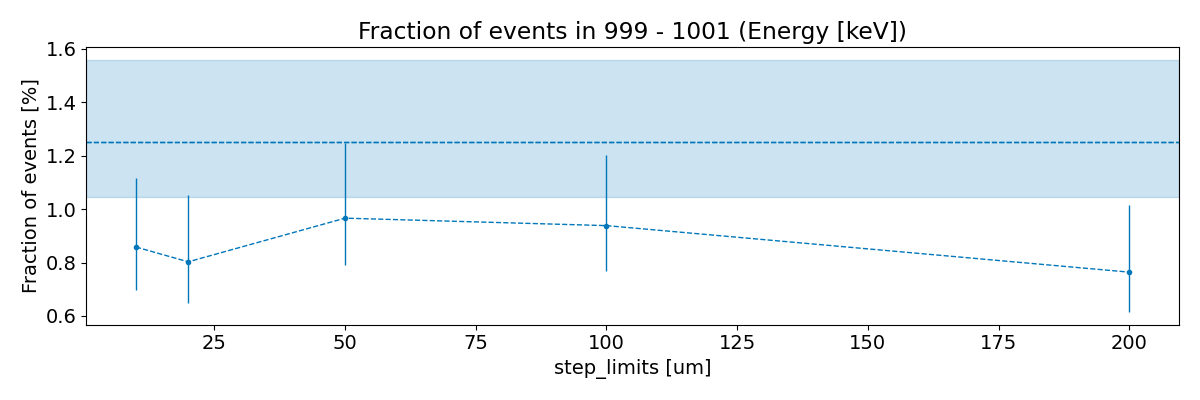 Fraction of events in 999 - 1001 (Energy [keV])
Fraction of events [%]
1.6
1.4
1.2
1.0
0.8
0.6
25 50 75 100 125 150 175 200
step_limits [um]